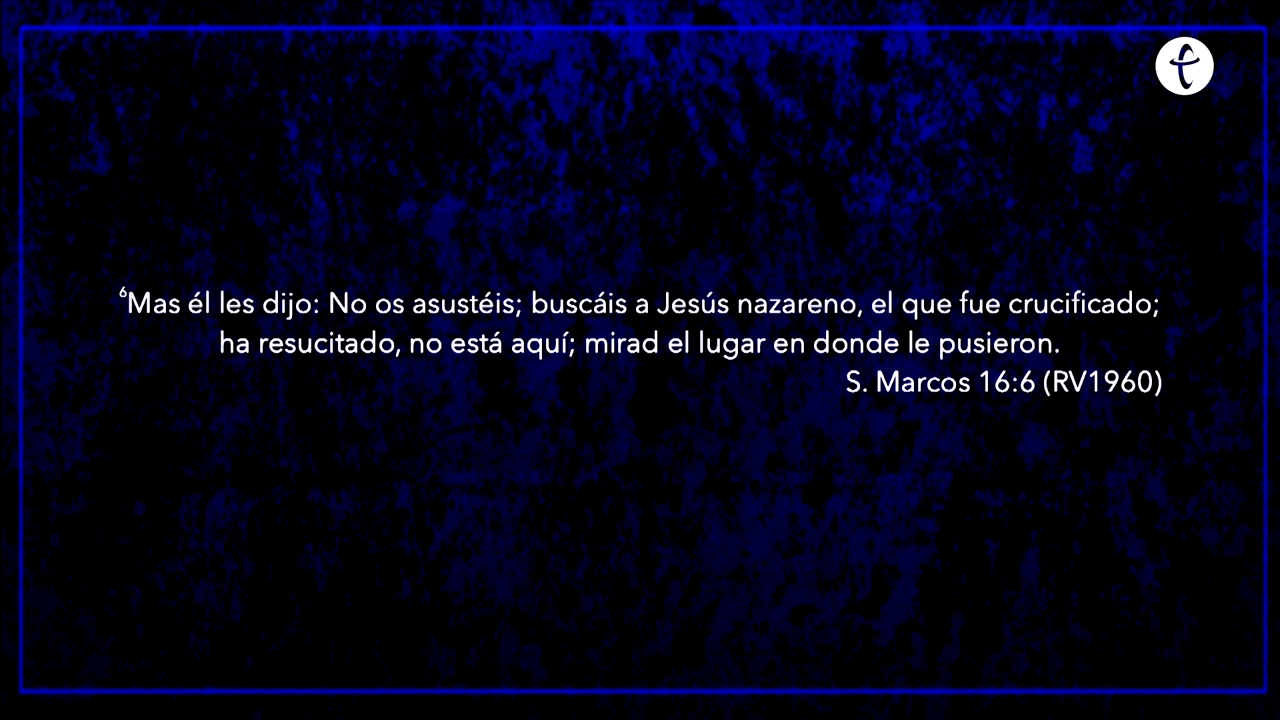 ⁶Mas él les dijo: No os asustéis; buscáis a Jesús nazareno, el que fue crucificado;
ha resucitado, no está aquí; mirad el lugar en donde le pusieron.
S. Marcos 16:6 (RV1960)